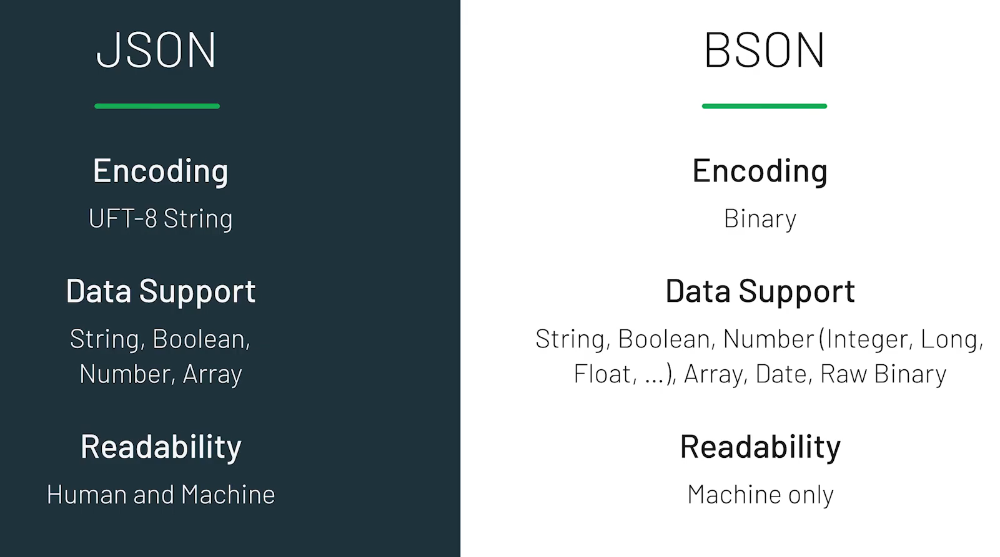 JSON
Encoding
UFT-8 String
Data Support
String, Boolean,
Number, Array
Readability
Human and Machine
BSON
Encoding
Binary
Data Support
String, Boolean, Number (Integer, Long,
Float, ...), Array, Date, Raw Binary
Readability
Machine only